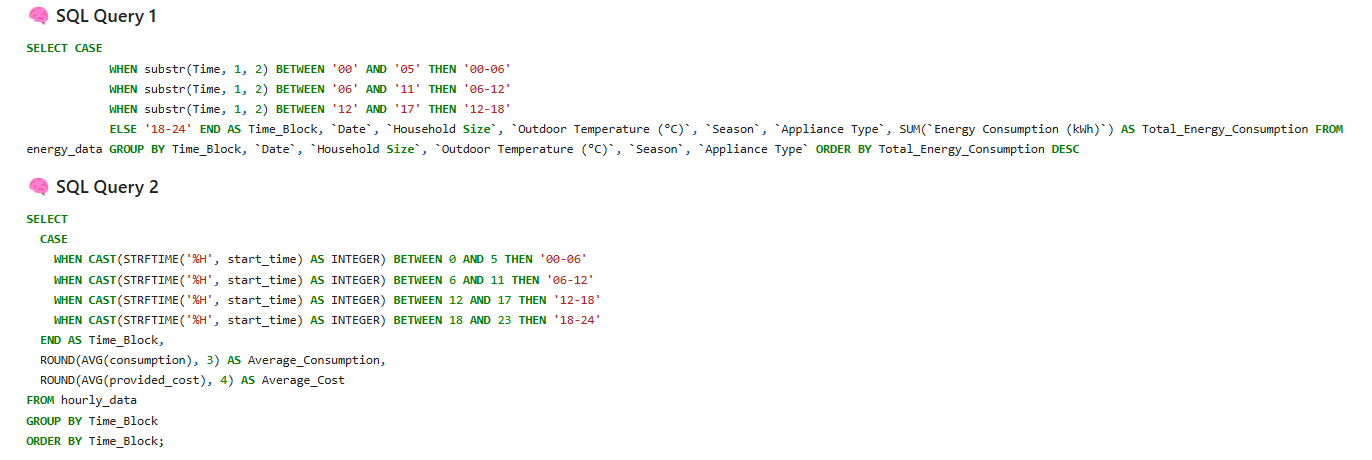 🧠 SQL Query 1
SELECT CASE
WHEN substr(Time, 1, 2) BETWEEN '00' AND '05' THEN '00-06'
WHEN substr(Time, 1, 2) BETWEEN '06' AND '11' THEN '06-12'
WHEN substr(Time, 1, 2) BETWEEN '12' AND '17' THEN '12-18'
ELSE '18-24' END AS Time_Block, `Date`, `Household Size`, `Outdoor Temperature (°C)`, `Season`, `Appliance Type`, SUM(`Energy Consumption (kWh)`) AS Total_Energy_Consumption FROM
energy_data GROUP BY Time_Block, `Date`, `Household Size`, `Outdoor Temperature (°C)`, `Season`, `Appliance Type` ORDER BY Total_Energy_Consumption DESC
🧠 SQL Query 2
SELECT
CASE
WHEN CAST(STRFTIME('%H', start_time) AS INTEGER) BETWEEN 0 AND 5 THEN '00-06'
WHEN CAST(STRFTIME('%H', start_time) AS INTEGER) BETWEEN 6 AND 11 THEN '06-12'
WHEN CAST(STRFTIME('%H', start_time) AS INTEGER) BETWEEN 12 AND 17 THEN '12-18'
WHEN CAST(STRFTIME('%H', start_time) AS INTEGER) BETWEEN 18 AND 23 THEN '18-24'
END AS Time_Block,
ROUND(AVG(consumption), 3) AS Average_Consumption,
ROUND(AVG(provided_cost), 4) AS Average_Cost
FROM hourly_data
GROUP BY Time_Block
ORDER BY Time_Block;